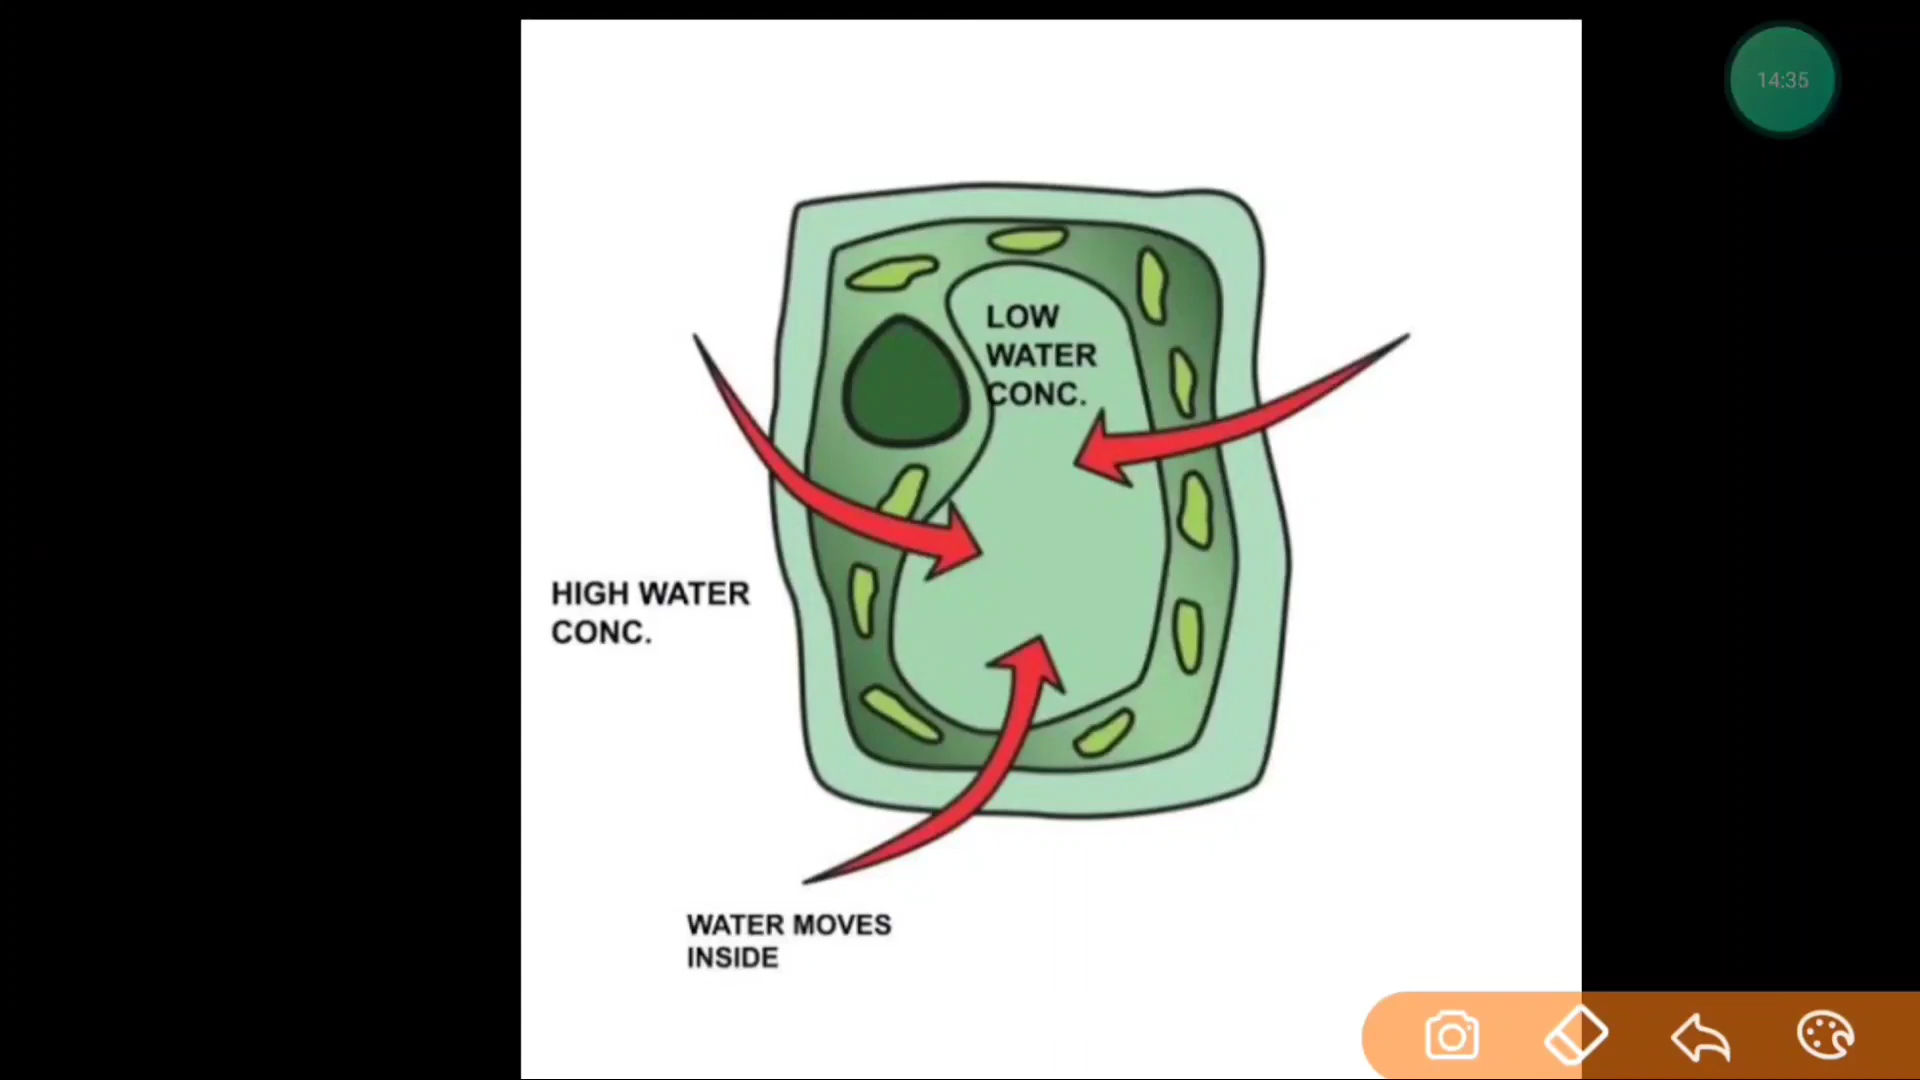 14:35
LOW
WATER
CONC.
HIGH WATER
CONC.
WATER MOVES
INSIDE